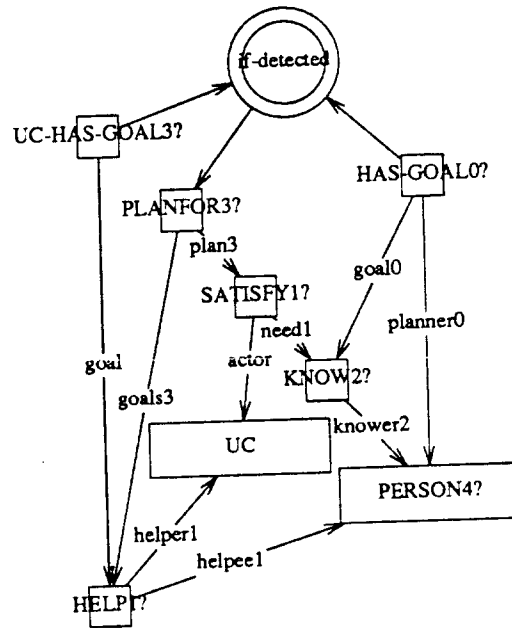 if-detected
UC-HAS-GOAL3?
HAS-GOAL0?
PLANFOR3?
plan3
goal0
SATISFY1?
need1
planner0
actor
goal
KNOW2?
goals3
knower2
UC
PERSON4?
helper1
helpee1
HELP1?